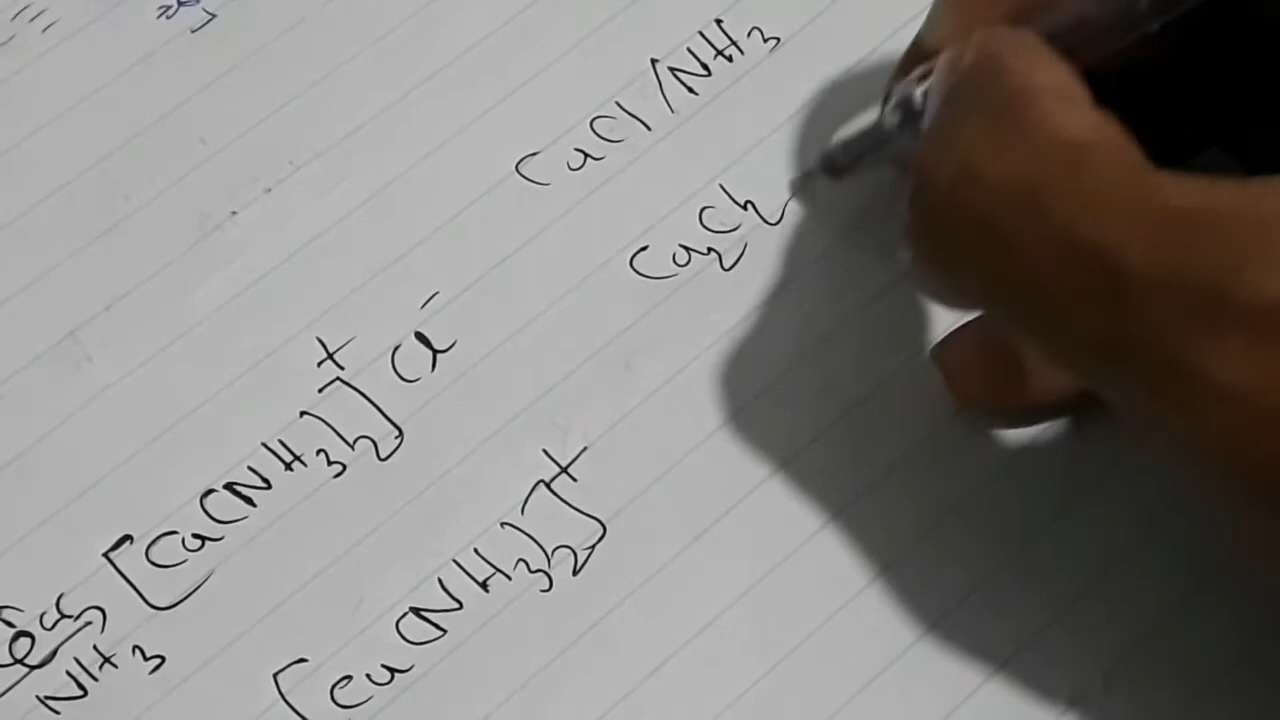 CuCl/NH3
Cu2Cl2
[Cu(NH3)2]+ Cl-
NH3
[Cu(NH3)2]+